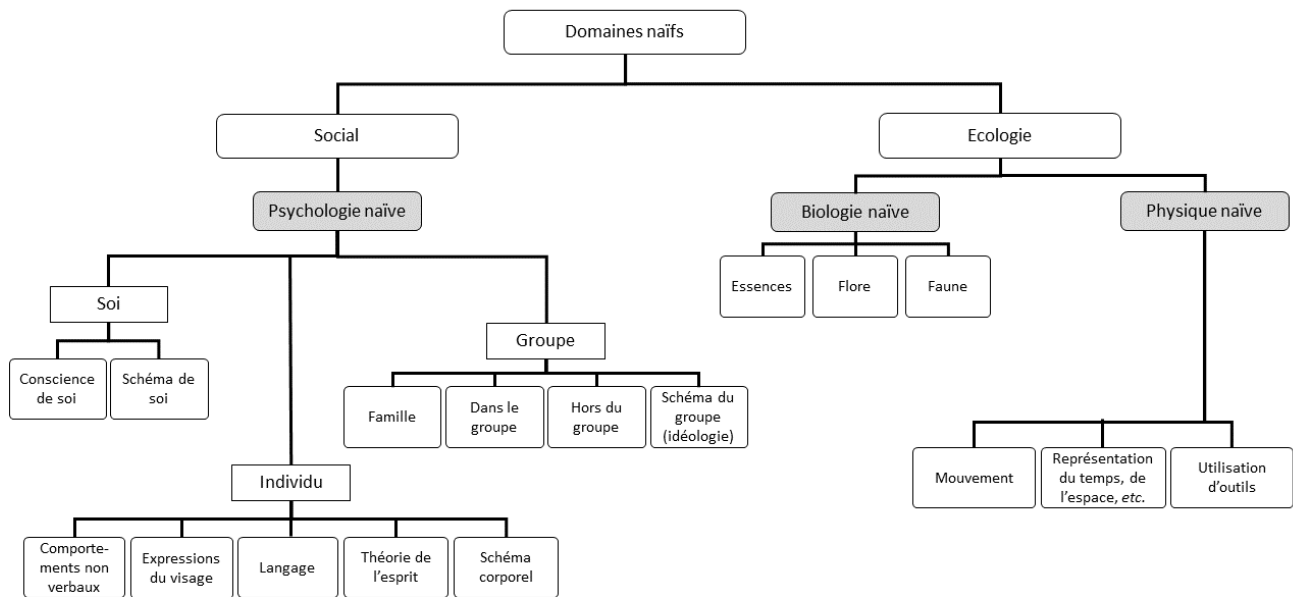 Domaines naïfs
Social
Ecologie
Psychologie naïve
Biologie naïve
Physique naïve
Essences
Flore
Faune
Soi
Groupe
Conscience
de soi
Schéma de
soi
Famille
Dans le
groupe
Hors du
groupe
Schéma du
groupe
(idéologie)
Mouvement
Représentation
du temps, de
l'espace, etc.
Utilisation
d'outils
Individu
Comporte-
ments non
verbaux
Expressions
du visage
Langage
Théorie de
l'esprit
Schéma
corporel